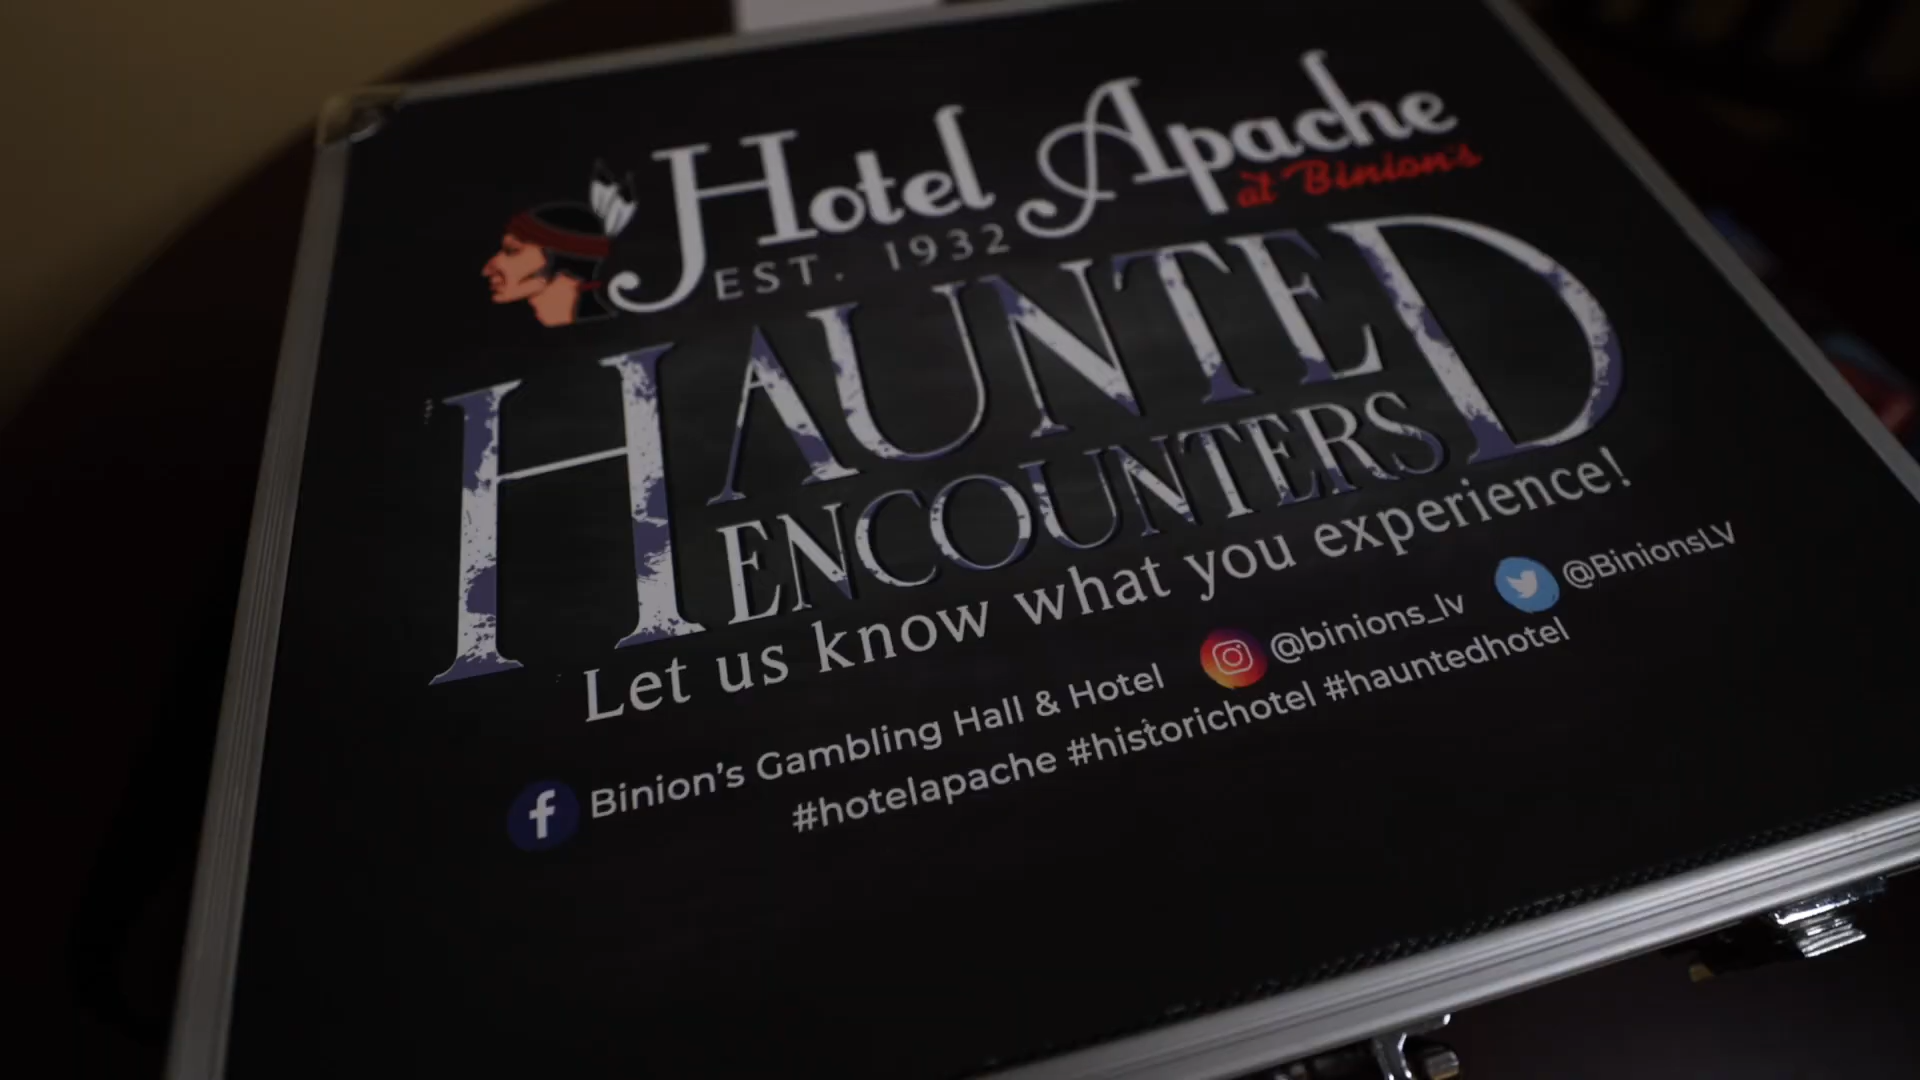 Hotel Apache
at Binion's
EST. 1932
HAUNTED
ENCOUNTERS
Let us know what you experience!
Binion's Gambling Hall & Hotel @binions_lv @BinionsLV
#hotelapache #historichotel #hauntedhotel